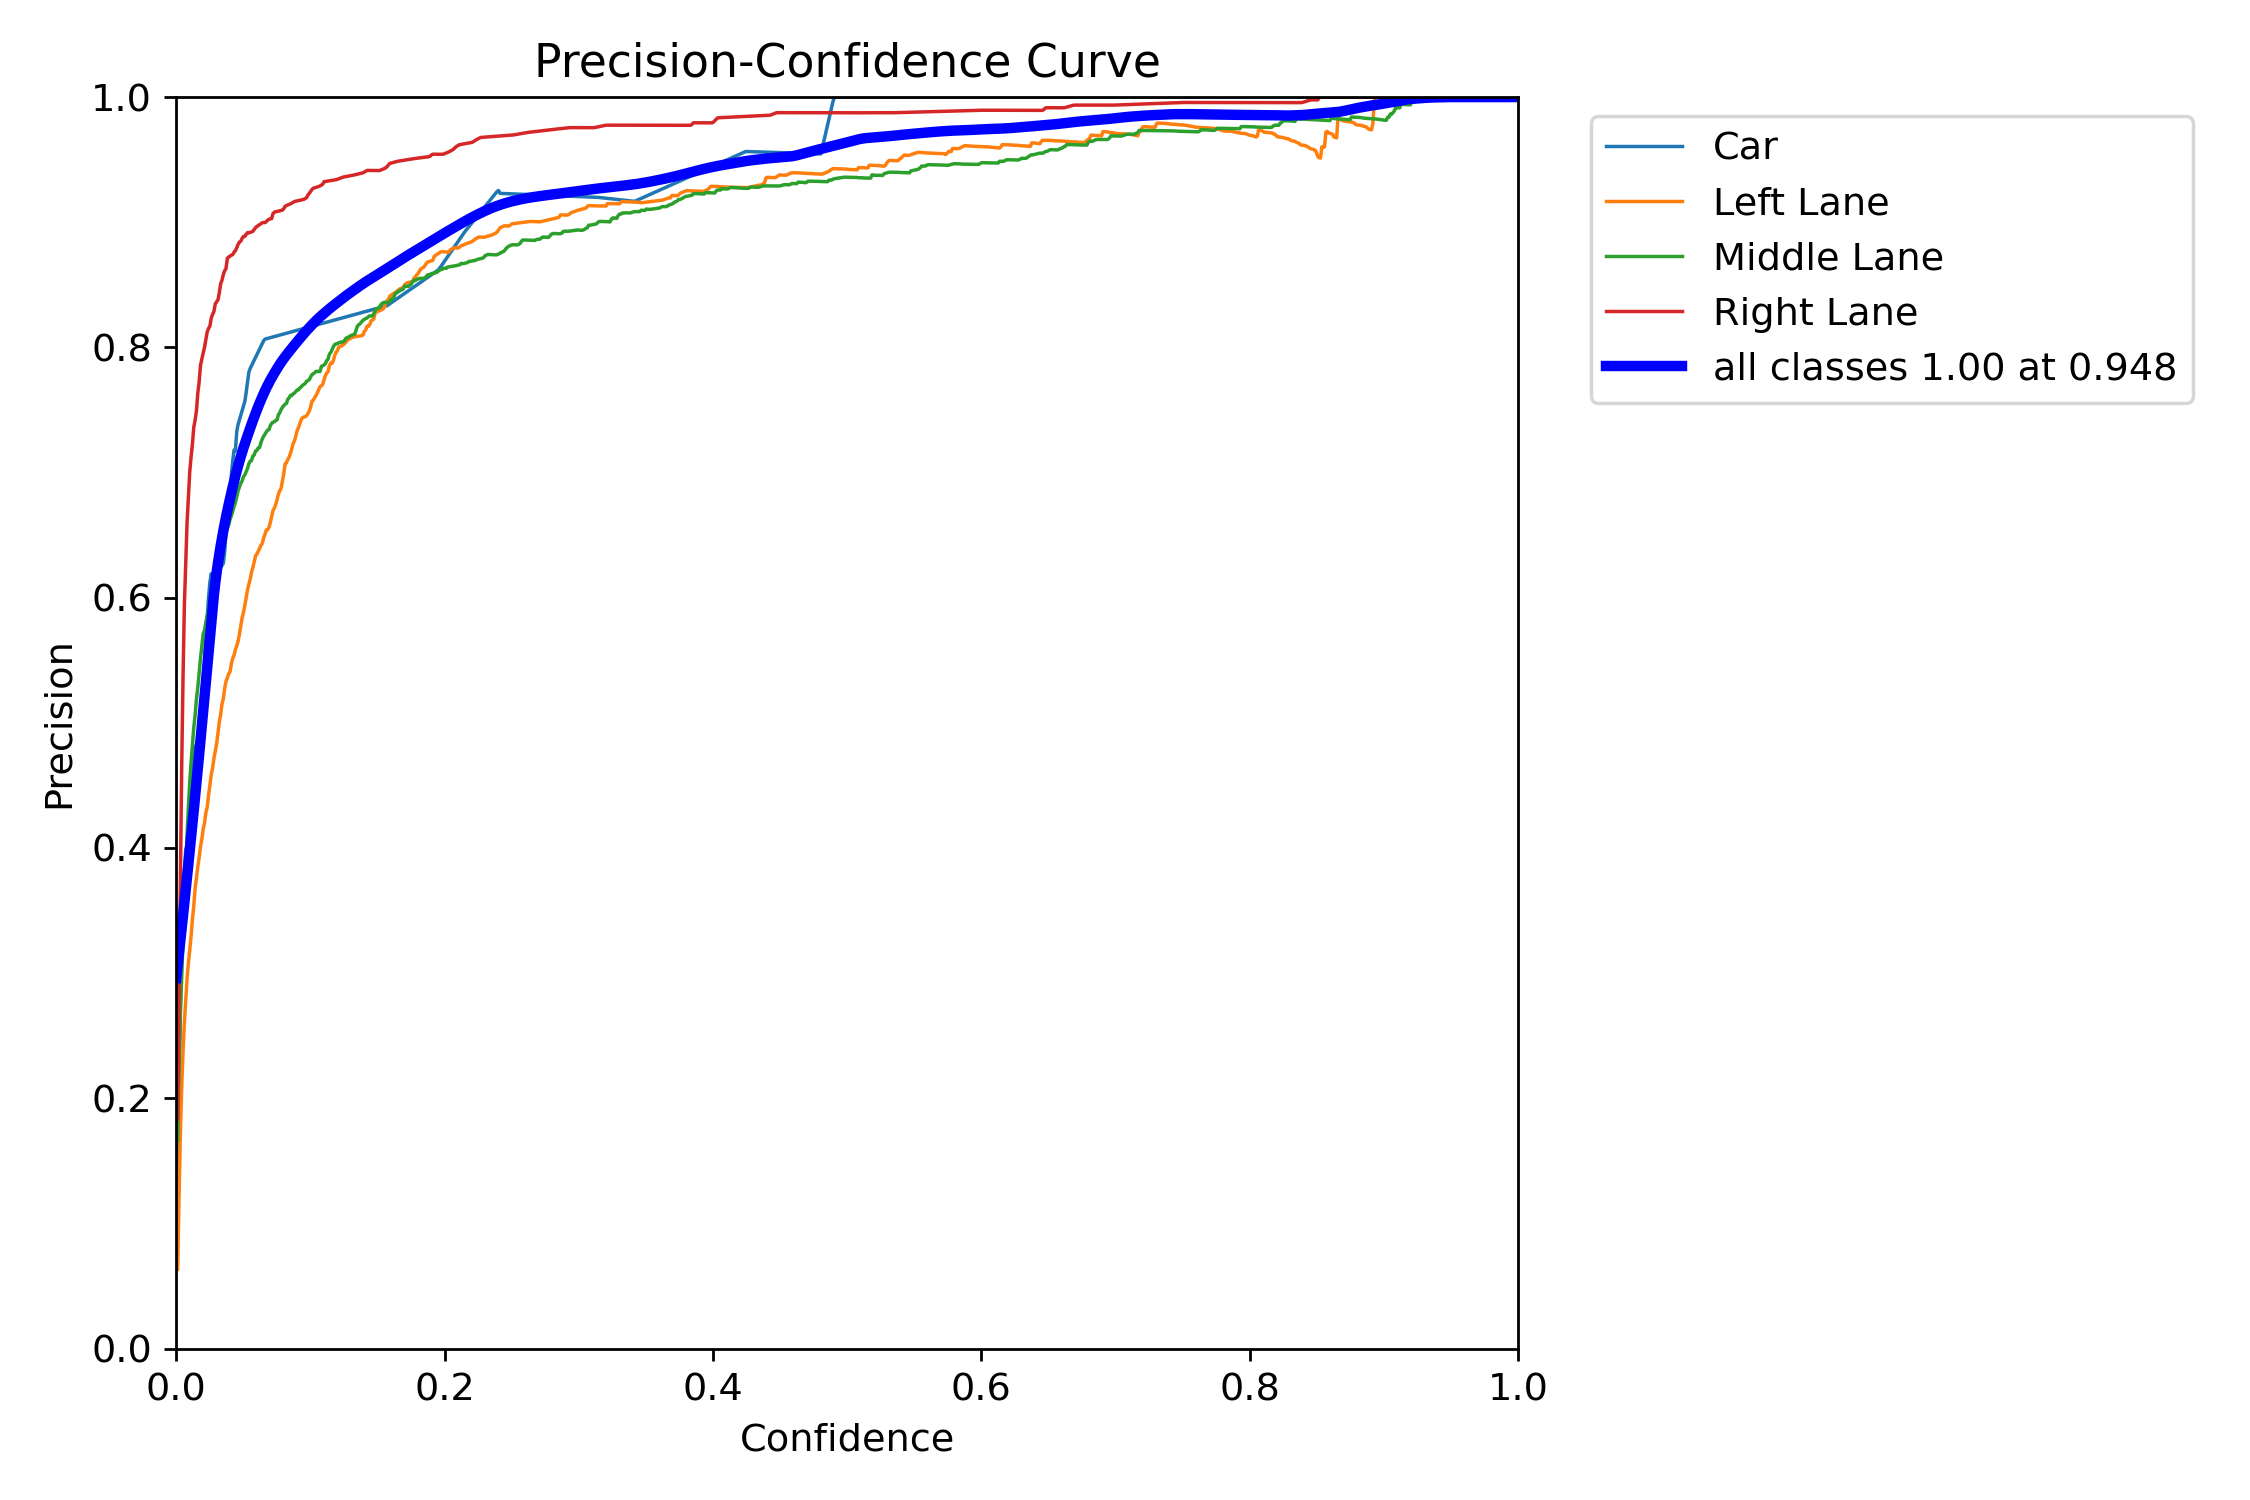 Precision-Confidence Curve
1.0
0.8
0.6
0.4
0.2
0.0
Precision
0.0 0.2 0.4 0.6 0.8 1.0
Confidence
Car
Left Lane
Middle Lane
Right Lane
all classes 1.00 at 0.948